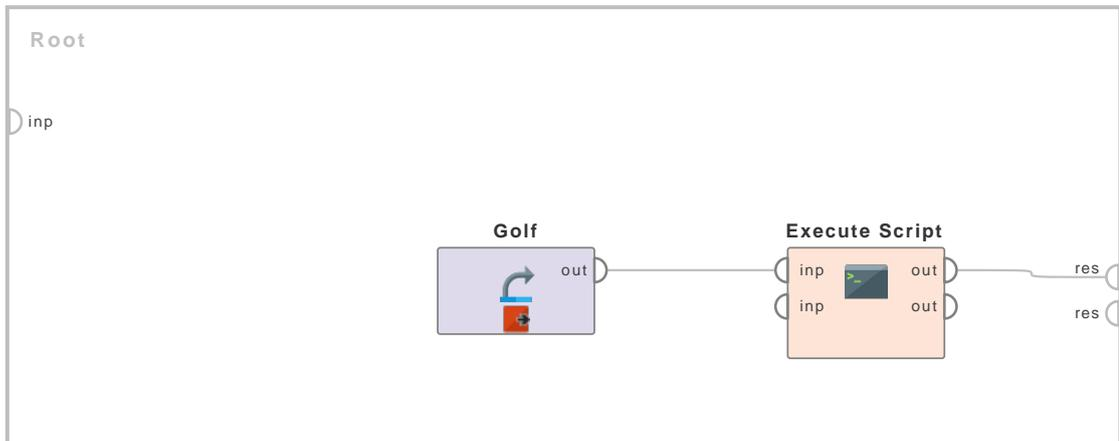 Root
inp
Golf
out
Execute Script
inp
out
inp
out
>_
res
res